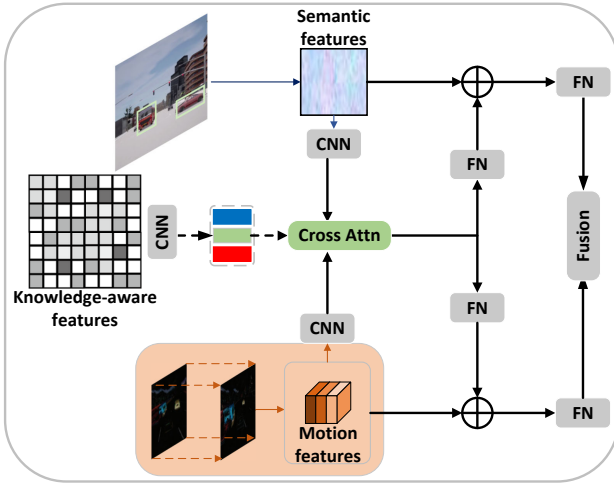 Semantic
features
FN
CNN
FN
CNN
Cross Attn
Fusion
Knowledge-aware
features
FN
CNN
Motion
features
FN